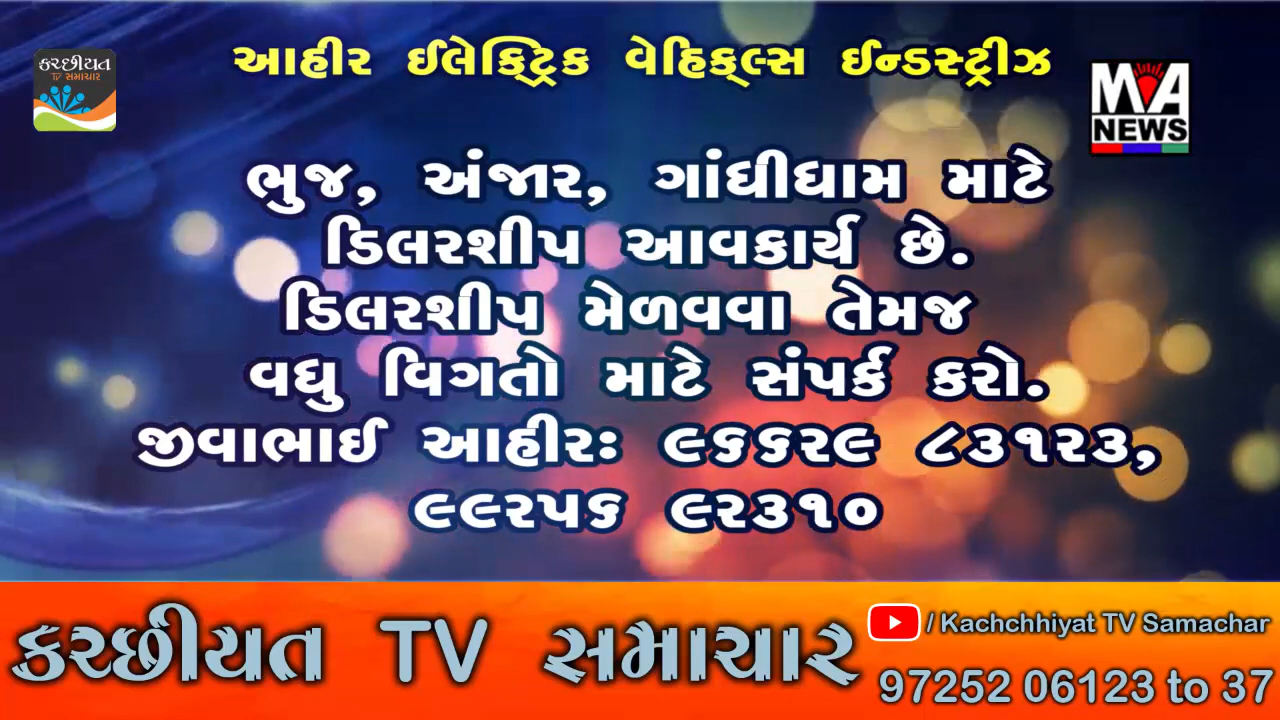 કચ્છીયત
TV સમાચાર
આહીર ઈલેક્ટ્રિક વેહિકલ્સ ઈન્ડસ્ટ્રીઝ
MA
NEWS
ભુજ, અંજાર, ગાંધીધામ માટે
ડિલરશીપ આવકાર્ય છે.
ડિલરશીપ મેળવવા તેમજ
વધુ વિગતો માટે સંપર્ક કરો.
જીવાભાઈ આહીરઃ ૯૬૬૨૯ ૮૩૧૨૩,
૯૯૨૫૬ ૯૨૩૧૦
કચ્છીયત TV સમાચાર
/ Kachchhiyat TV Samachar
97252 06123 to 37